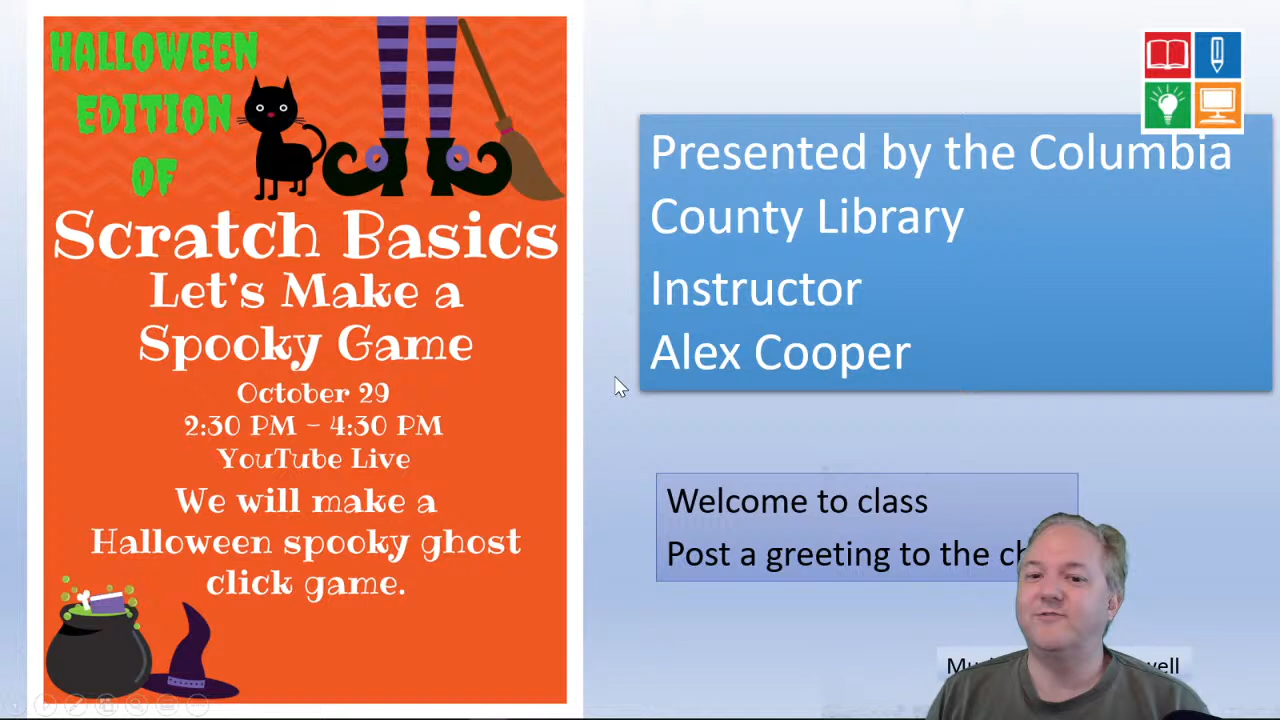 HALLOWEEN
EDITION
OF
Scratch Basics
Let's Make a
Spooky Game
October 29
2:30 PM – 4:30 PM
YouTube Live
We will make a
Halloween spooky ghost
click game.
Presented by the Columbia
County Library
Instructor
Alex Cooper
Welcome to class
Post a greeting to the